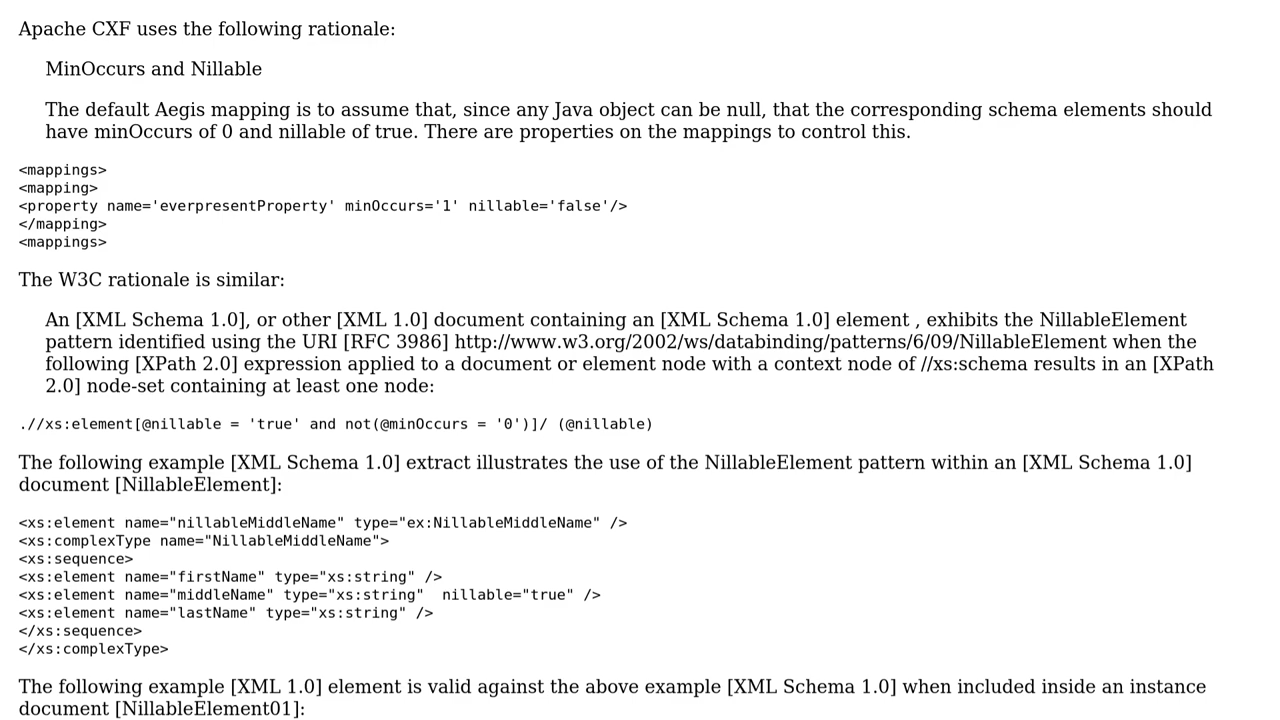 Apache CXF uses the following rationale:
MinOccurs and Nillable
The default Aegis mapping is to assume that, since any Java object can be null, that the corresponding schema elements should
have minOccurs of 0 and nillable of true. There are properties on the mappings to control this.
<mappings>
<mapping>
<property name='everpresentProperty' minOccurs='1' nillable='false'/>
</mapping>
<mappings>
The W3C rationale is similar:
An [XML Schema 1.0], or other [XML 1.0] document containing an [XML Schema 1.0] element , exhibits the NillableElement
pattern identified using the URI [RFC 3986] http://www.w3.org/2002/ws/databinding/patterns/6/09/NillableElement when the
following [XPath 2.0] expression applied to a document or element node with a context node of //xs:schema results in an [XPath
2.0] node-set containing at least one node:
.//xs:element[@nillable = 'true' and not(@minOccurs = '0')]/ (@nillable)
The following example [XML Schema 1.0] extract illustrates the use of the NillableElement pattern within an [XML Schema 1.0]
document [NillableElement]:
<xs:element name="nillableMiddleName" type="ex:NillableMiddleName" />
<xs:complexType name="NillableMiddleName">
<xs:sequence>
<xs:element name="firstName" type="xs:string" />
<xs:element name="middleName" type="xs:string"  nillable="true" />
<xs:element name="lastName" type="xs:string" />
</xs:sequence>
</xs:complexType>
The following example [XML 1.0] element is valid against the above example [XML Schema 1.0] when included inside an instance
document [NillableElement01]: